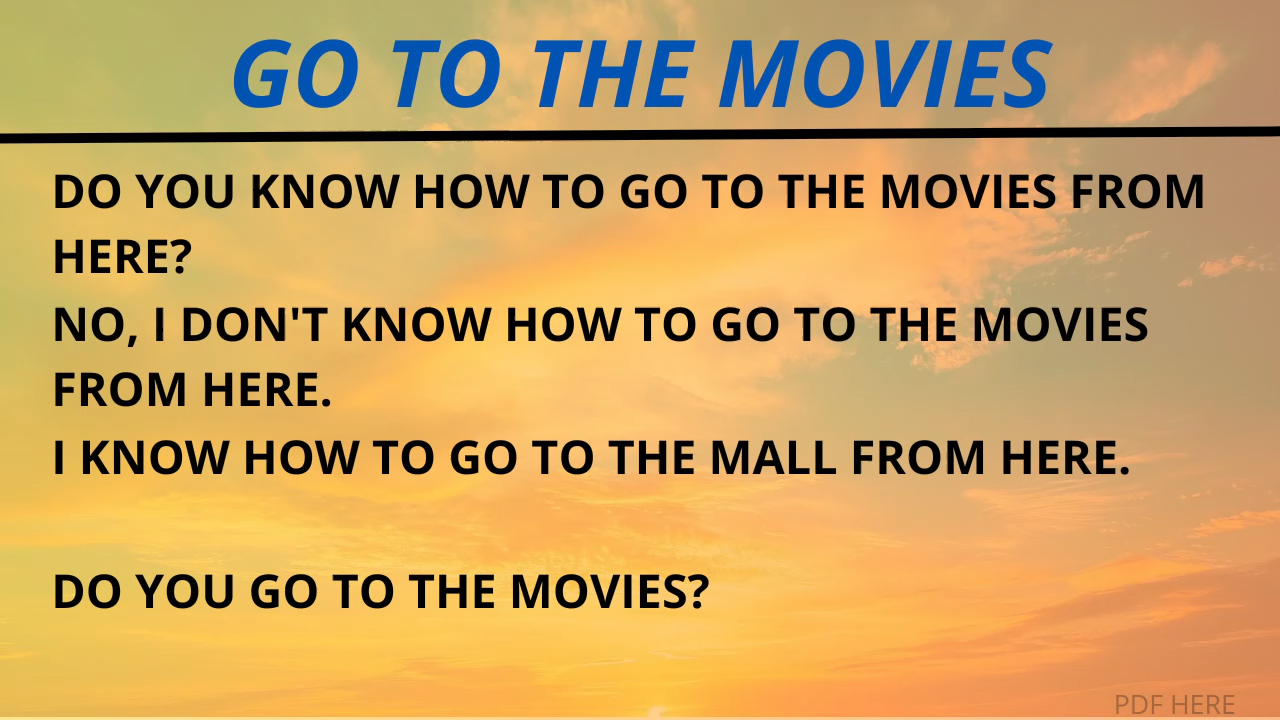 GO TO THE MOVIES
DO YOU KNOW HOW TO GO TO THE MOVIES FROM
HERE?
NO, I DON'T KNOW HOW TO GO TO THE MOVIES
FROM HERE.
I KNOW HOW TO GO TO THE MALL FROM HERE.
DO YOU GO TO THE MOVIES?
PDF HERE